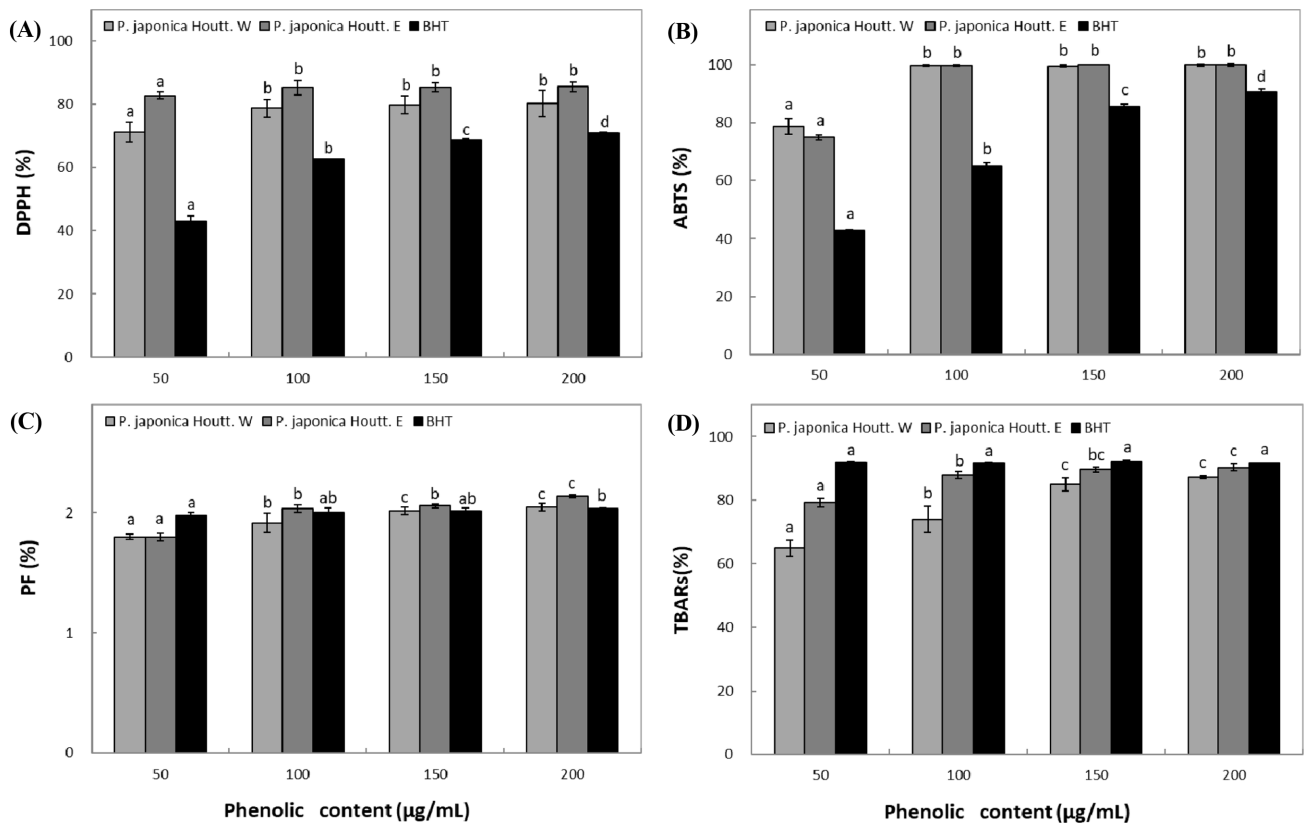 (A)
P. japonica Houtt. W P. japonica Houtt. E BHT
DPPH (%)
100
80
60
40
20
0
a a a
b b b
b b c
b b d
50 100 150 200
(B)
P. japonica Houtt. W P. japonica Houtt. E BHT
ABTS (%)
100
80
60
40
20
0
a a a
b b b
b b c
b b d
50 100 150 200
(C)
P. japonica Houtt. W P. japonica Houtt. E BHT
PF (%)
2
1
0
a a a
b b ab
c b ab
c c b
50 100 150 200
Phenolic content (µg/mL)
(D)
P. japonica Houtt. W P. japonica Houtt. E BHT
TBARs(%)
100
80
60
40
20
0
a a a
b b a
c bc a
c c a
50 100 150 200
Phenolic content (µg/mL)